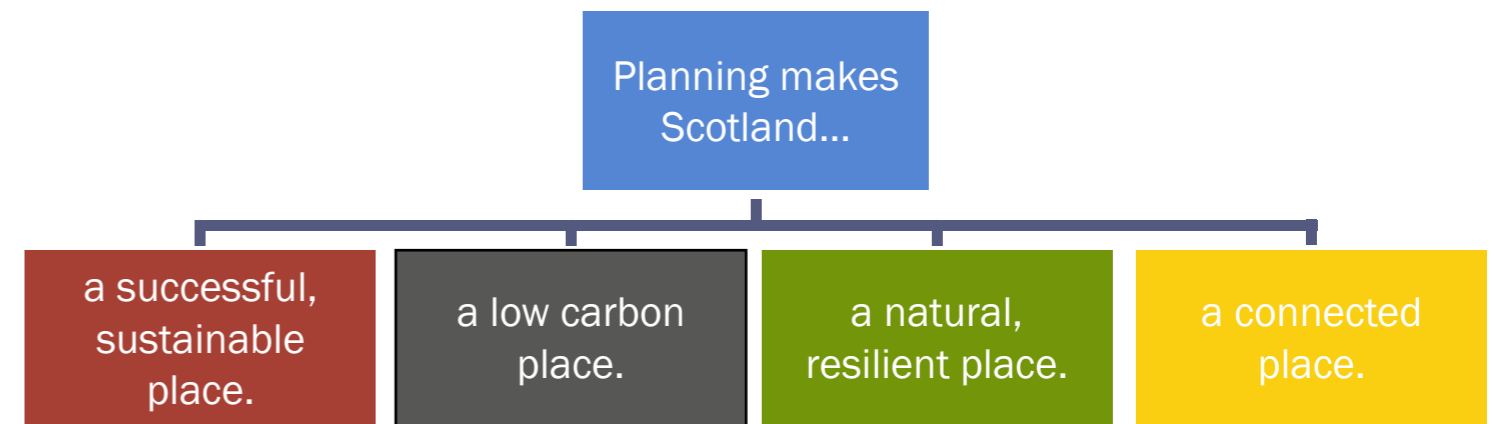 Planning makes
Scotland...
a successful,
sustainable
place.
a low carbon
place.
a natural,
resilient place.
a connected
place.